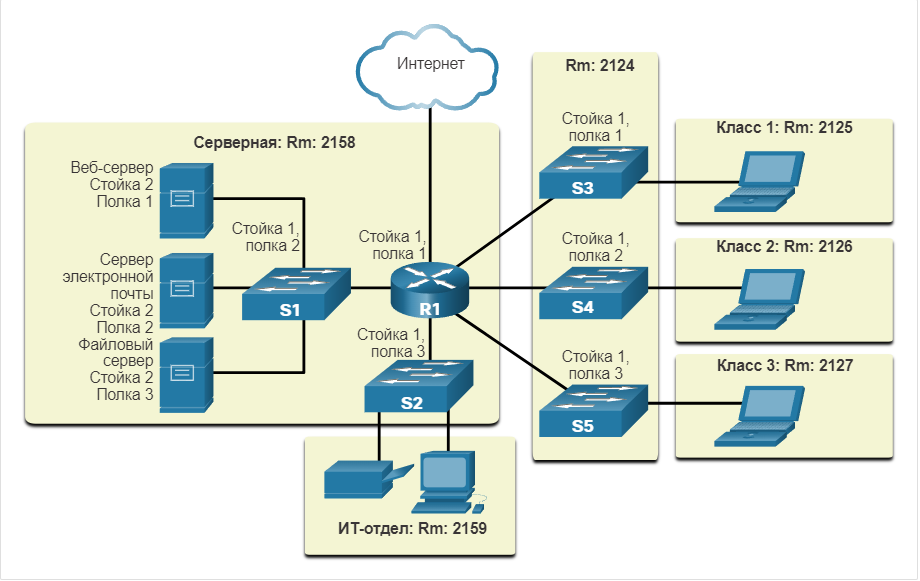 Интернет
Rm: 2124
Серверная: Rm: 2158
Веб-сервер
Стойка 2
Полка 1
Стойка 1,
полка 2
Сервер
электронной
почты
Стойка 2
Полка 2
S1
Файловый
сервер
Стойка 2
Полка 3
Стойка 1,
полка 1
R1
Стойка 1,
полка 3
S2
ИТ-отдел: Rm: 2159
Стойка 1,
полка 1
S3
Стойка 1,
полка 2
S4
Стойка 1,
полка 3
S5
Класс 1: Rm: 2125
Класс 2: Rm: 2126
Класс 3: Rm: 2127